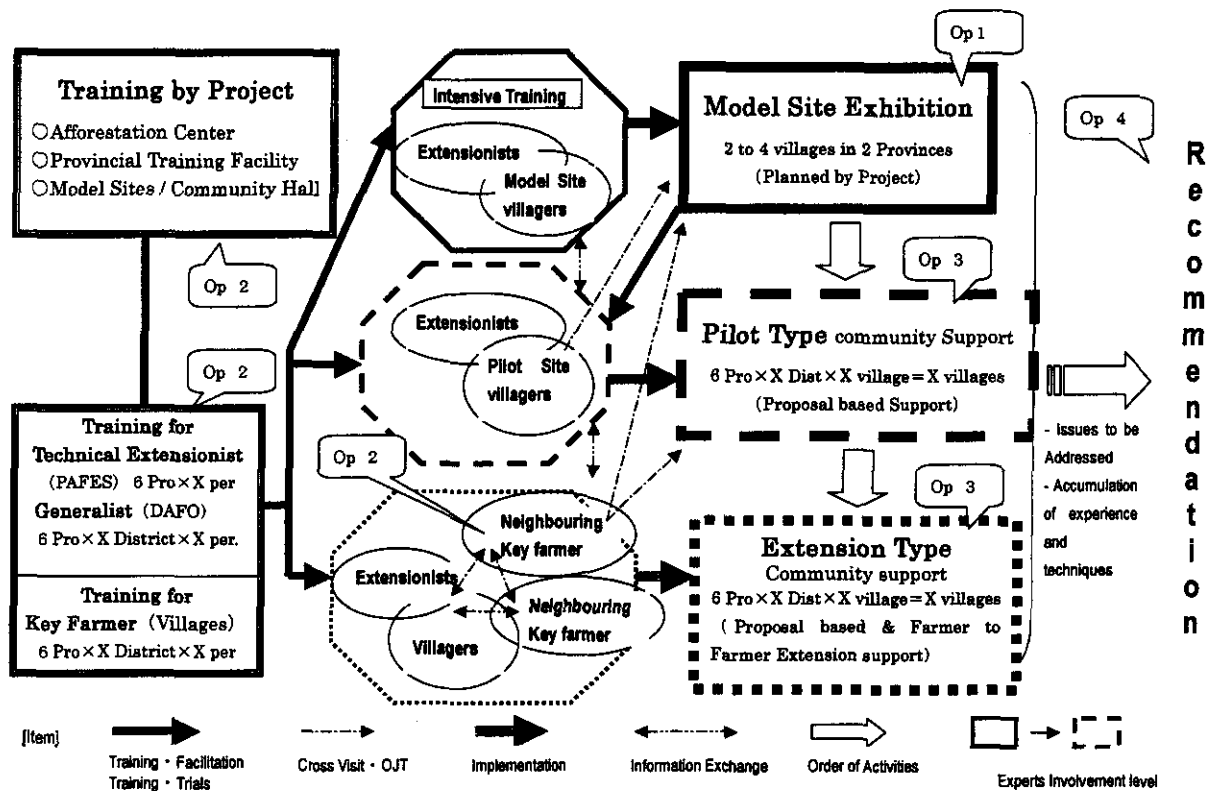 Op 1
Training by Project
○Afforestation Center
○Provincial Training Facility
○Model Sites / Community Hall
Intensive Training
Extensionists
Model Site
villagers
Model Site Exhibition
2 to 4 villages in 2 Provinces
(Planned by Project)
Op 4
Op 2
Op 3
Extensionists
Pilot Site
villagers
Pilot Type community Support
6 Pro×X Dist×X village=X villages
(Proposal based Support)
Op 2
Training for
Technical Extensionist
(PAFES) 6 Pro×X per
Generalist (DAFO)
6 Pro×X District×X per.
Training for
Key Farmer (Villages)
6 Pro×X District×X per
Op 2
Neighbouring
Key farmer
Extensionists
Neighbouring
Key farmer
Villagers
Op 3
Extension Type
Community support
6 Pro×X Dist×X village=X villages
( Proposal based & Farmer to
Farmer Extension support)
- issues to be
Addressed
- Accumulation
of experience
and
techniques
Recommendation
[Item]
Training・Facilitation
Training・Trials
Cross Visit・OJT
Implementation
Information Exchange
Order of Activities
Experts Involvement level